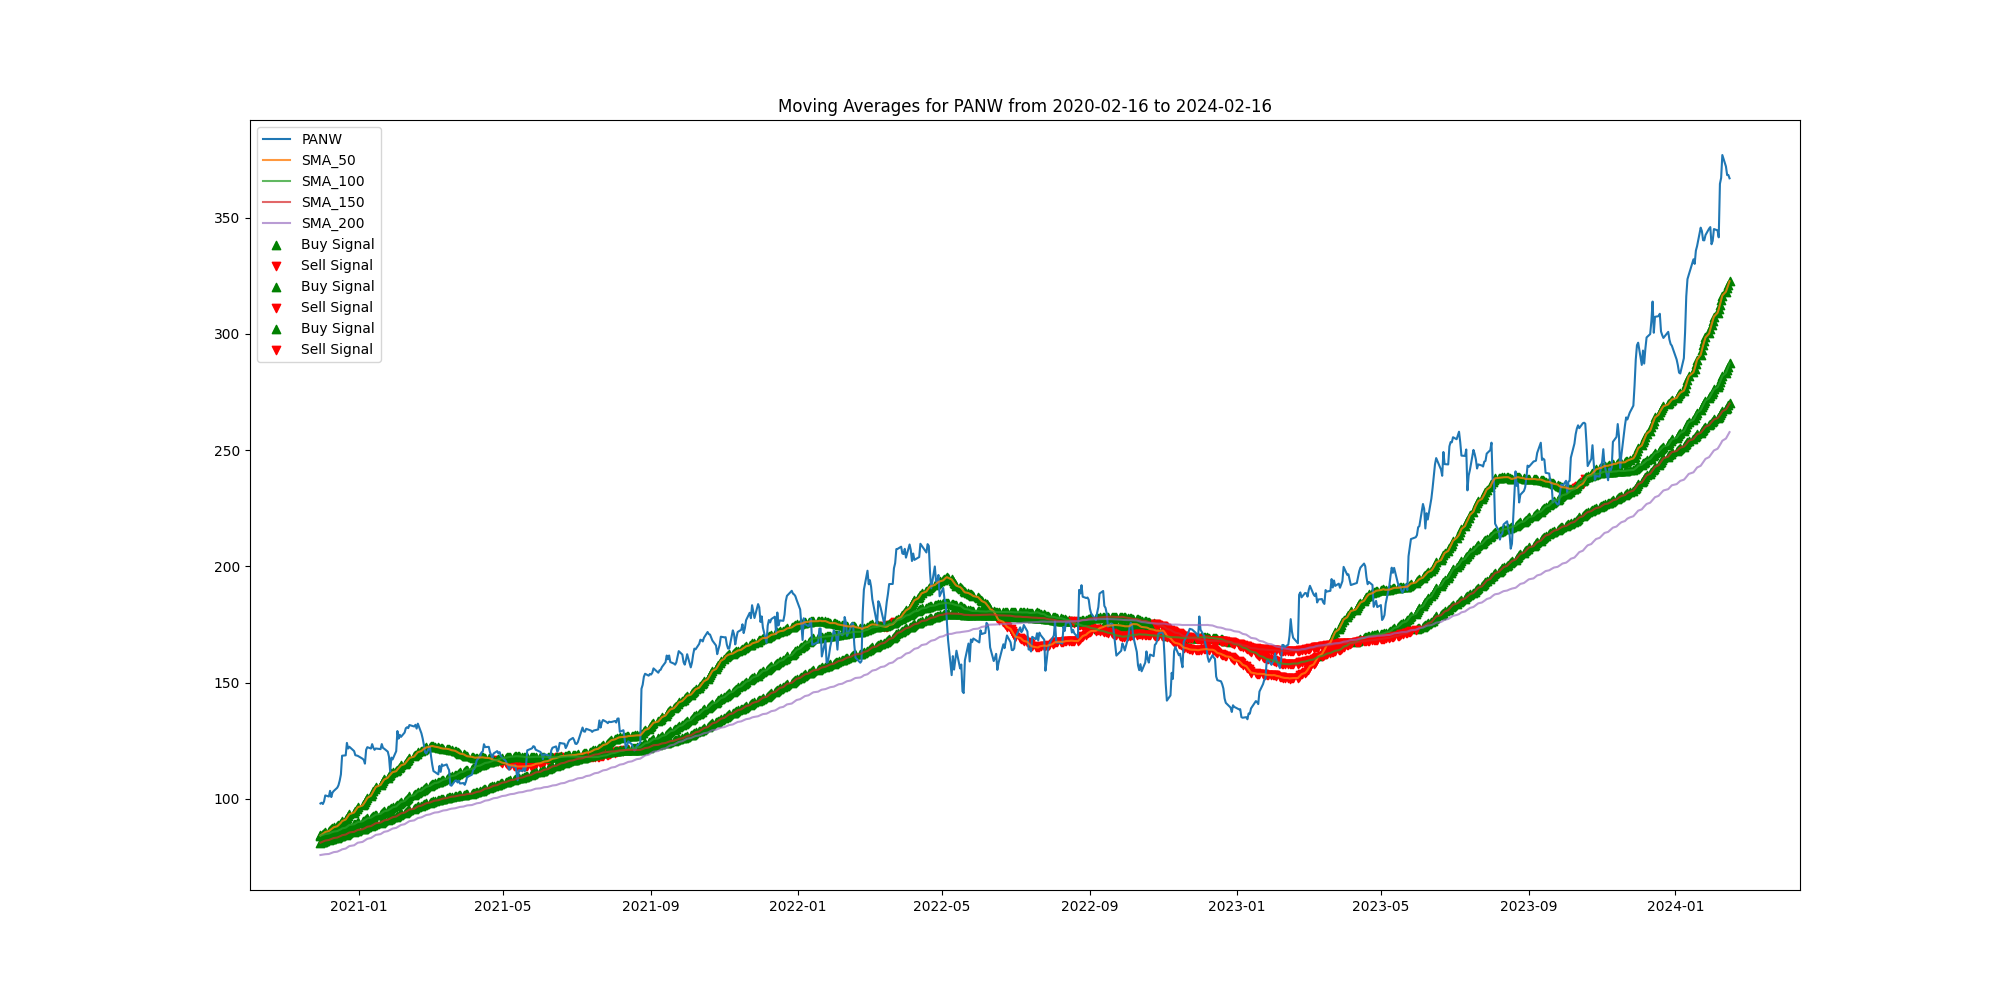 Moving Averages for PANW from 2020-02-16 to 2024-02-16
PANW
SMA_50
SMA_100
SMA_150
SMA_200
Buy Signal
Sell Signal
Buy Signal
Sell Signal
Buy Signal
Sell Signal
350
300
250
200
150
100
2021-01
2021-05
2021-09
2022-01
2022-05
2022-09
2023-01
2023-05
2023-09
2024-01